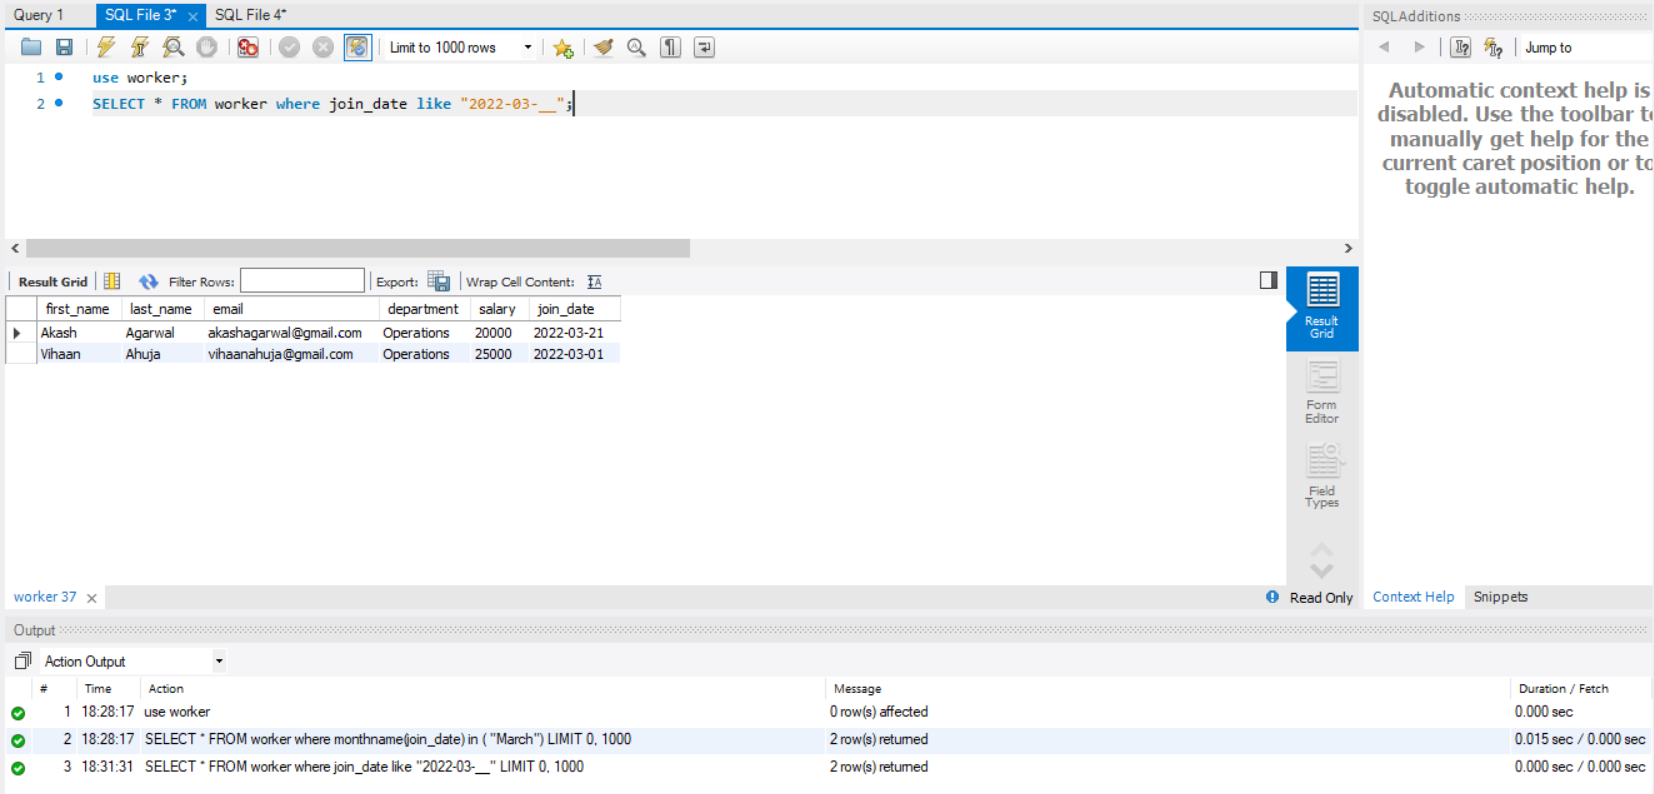 Query 1 SQL File 3* SQL File 4*
Limit to 1000 rows
1 use worker;
2 SELECT * FROM worker where join_date like "2022-03-__";
SQLAdditions
Jump to
Automatic context help is
disabled. Use the toolbar to
manually get help for the
current caret position or to
toggle automatic help.
Result Grid Filter Rows: Export: Wrap Cell Content:
first_name last_name email department salary join_date
Akash Agarwal akashagarwal@gmail.com Operations 20000 2022-03-21
Vihaan Ahuja vihaanahuja@gmail.com Operations 25000 2022-03-01
Result
Grid
Form
Editor
Field
Types
worker 37 Read Only
Context Help Snippets
Output
Action Output
# Time Action Message Duration / Fetch
1 18:28:17 use worker 0 row(s) affected 0.000 sec
2 18:28:17 SELECT * FROM worker where monthname(join_date) in ( "March") LIMIT 0, 1000 2 row(s) returned 0.015 sec / 0.000 sec
3 18:31:31 SELECT * FROM worker where join_date like "2022-03-__" LIMIT 0, 1000 2 row(s) returned 0.000 sec / 0.000 sec